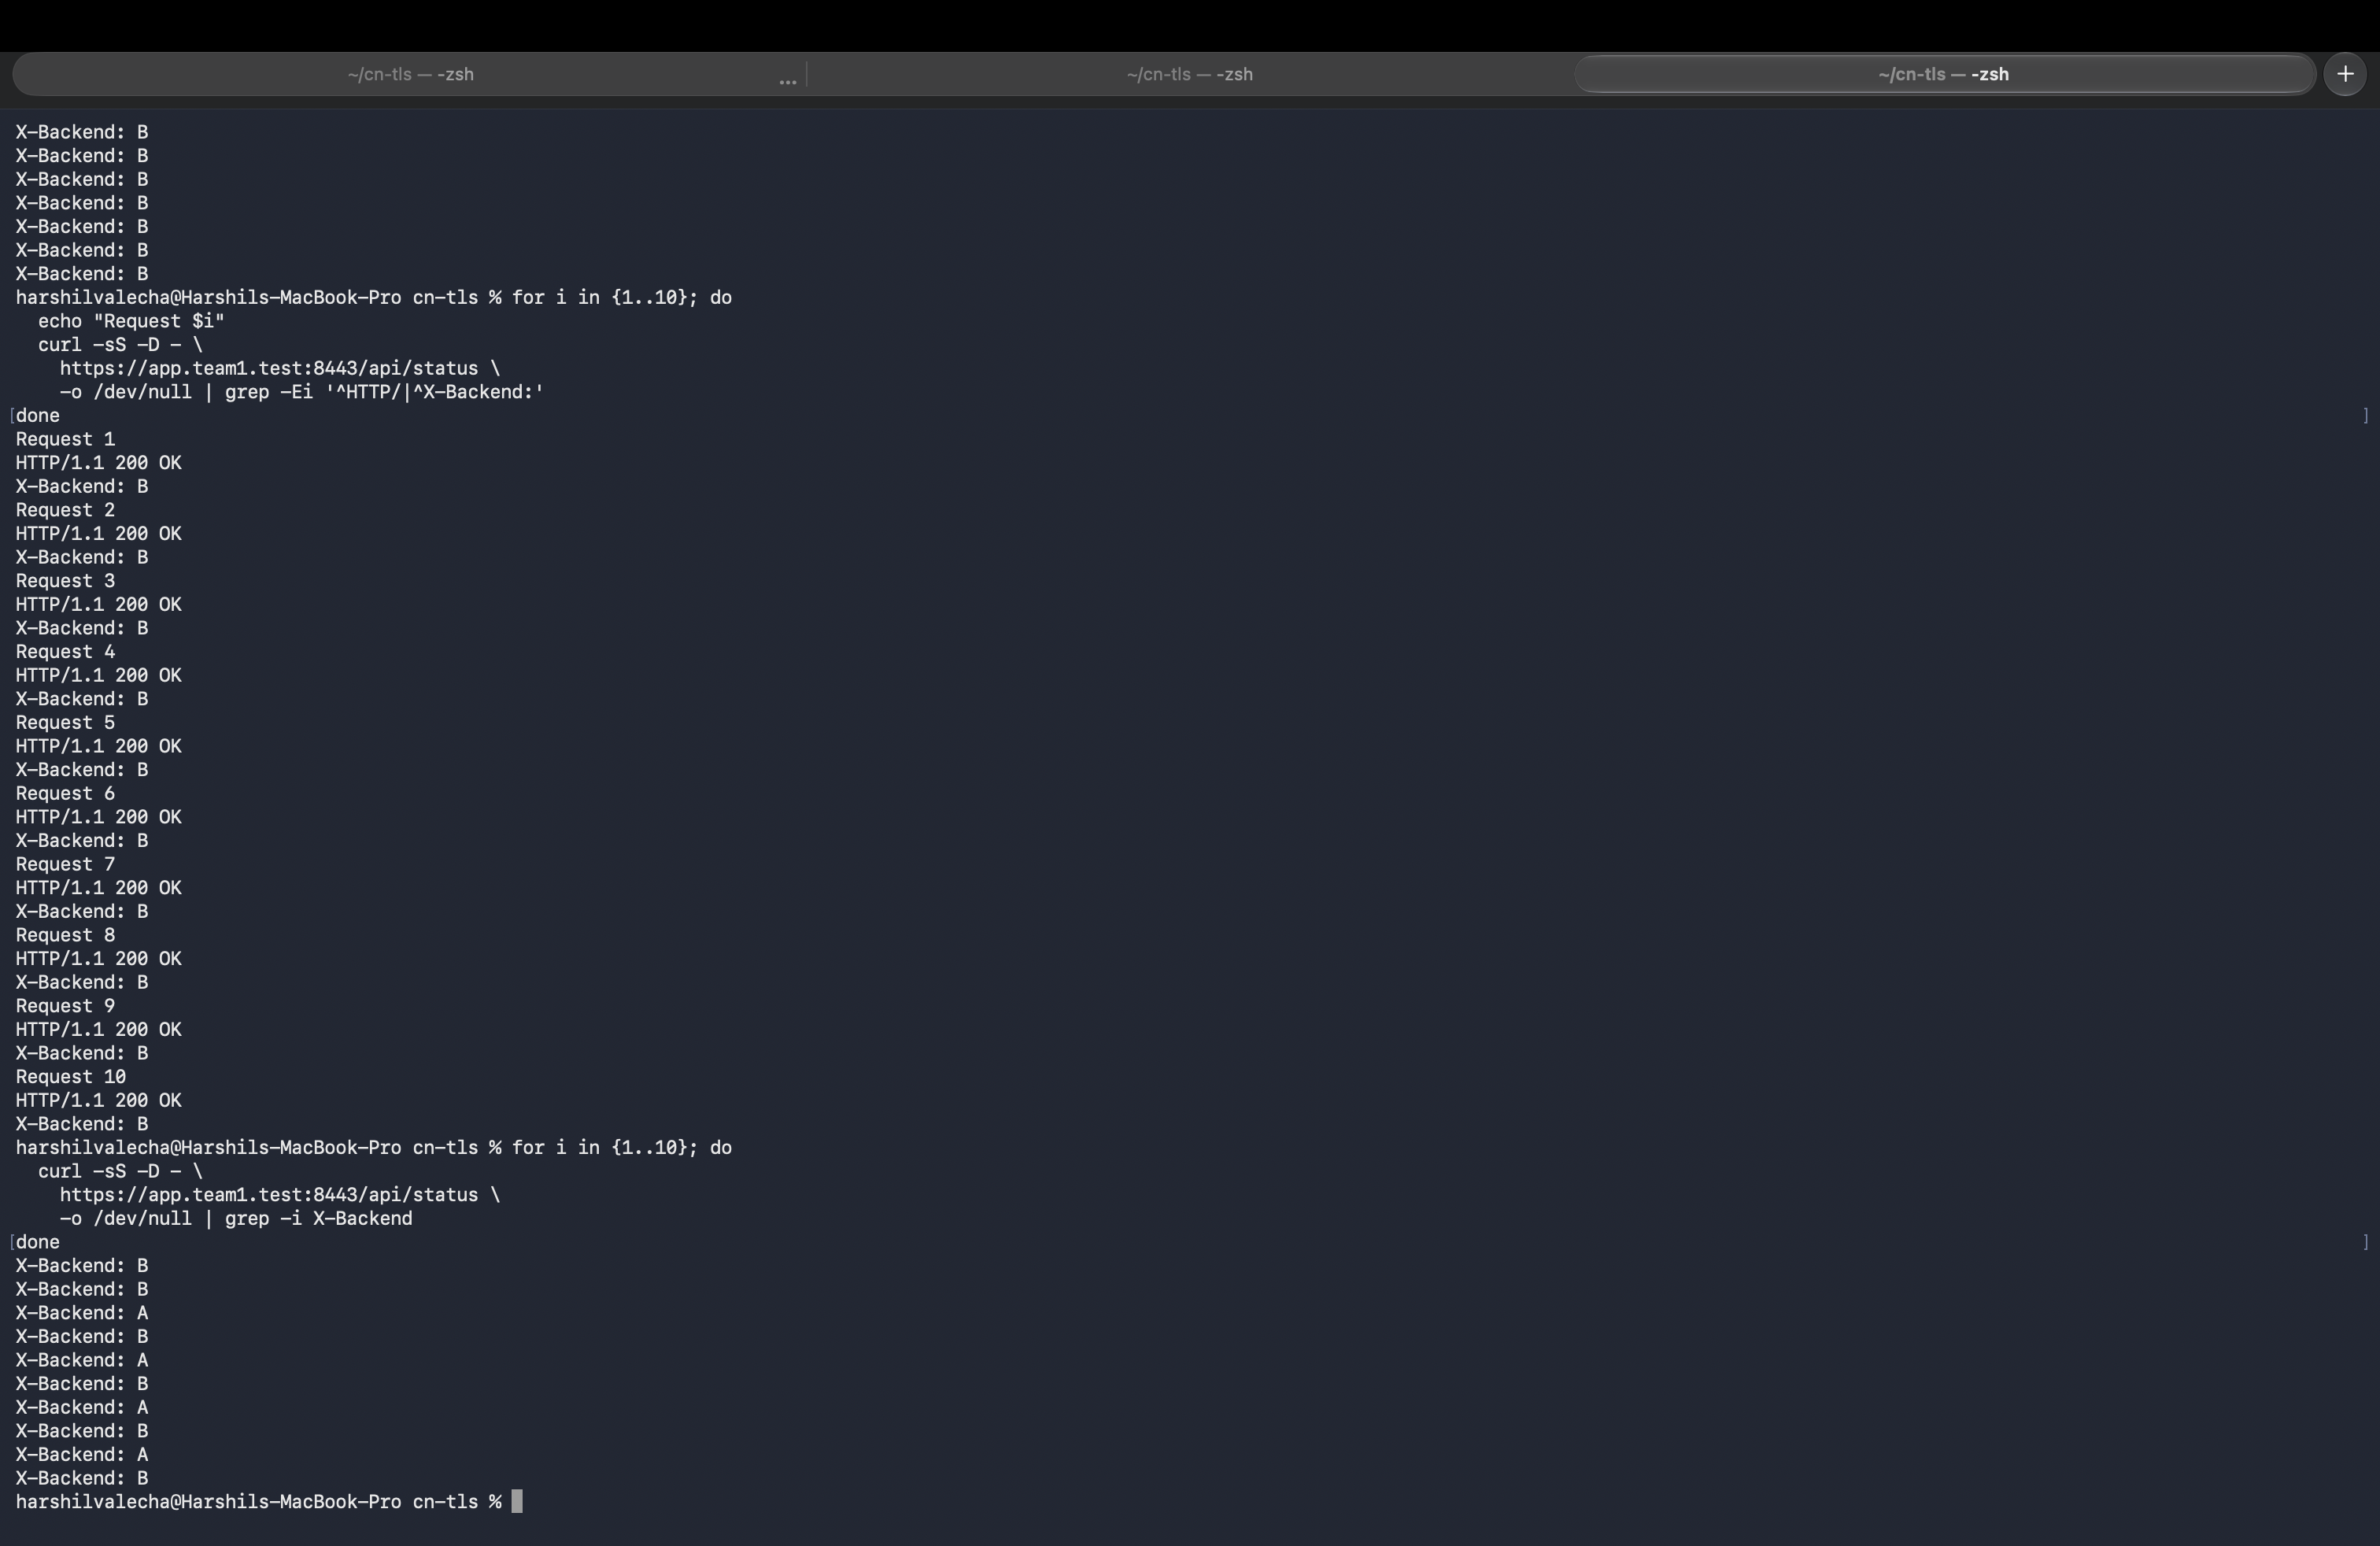 ~/cn-tls — -zsh
...
~/cn-tls — -zsh
~/cn-tls — -zsh
+
X-Backend: B
X-Backend: B
X-Backend: B
X-Backend: B
X-Backend: B
X-Backend: B
X-Backend: B
harshilvalecha@Harshils-MacBook-Pro cn-tls % for i in {1..10}; do
  echo "Request $i"
  curl -sS -D - \
    https://app.team1.test:8443/api/status \
    -o /dev/null | grep -Ei '^HTTP/|^X-Backend:'
[done ]
Request 1
HTTP/1.1 200 OK
X-Backend: B
Request 2
HTTP/1.1 200 OK
X-Backend: B
Request 3
HTTP/1.1 200 OK
X-Backend: B
Request 4
HTTP/1.1 200 OK
X-Backend: B
Request 5
HTTP/1.1 200 OK
X-Backend: B
Request 6
HTTP/1.1 200 OK
X-Backend: B
Request 7
HTTP/1.1 200 OK
X-Backend: B
Request 8
HTTP/1.1 200 OK
X-Backend: B
Request 9
HTTP/1.1 200 OK
X-Backend: B
Request 10
HTTP/1.1 200 OK
X-Backend: B
harshilvalecha@Harshils-MacBook-Pro cn-tls % for i in {1..10}; do
  curl -sS -D - \
    https://app.team1.test:8443/api/status \
    -o /dev/null | grep -i X-Backend
[done ]
X-Backend: B
X-Backend: B
X-Backend: A
X-Backend: B
X-Backend: A
X-Backend: B
X-Backend: A
X-Backend: B
X-Backend: A
X-Backend: B
harshilvalecha@Harshils-MacBook-Pro cn-tls %